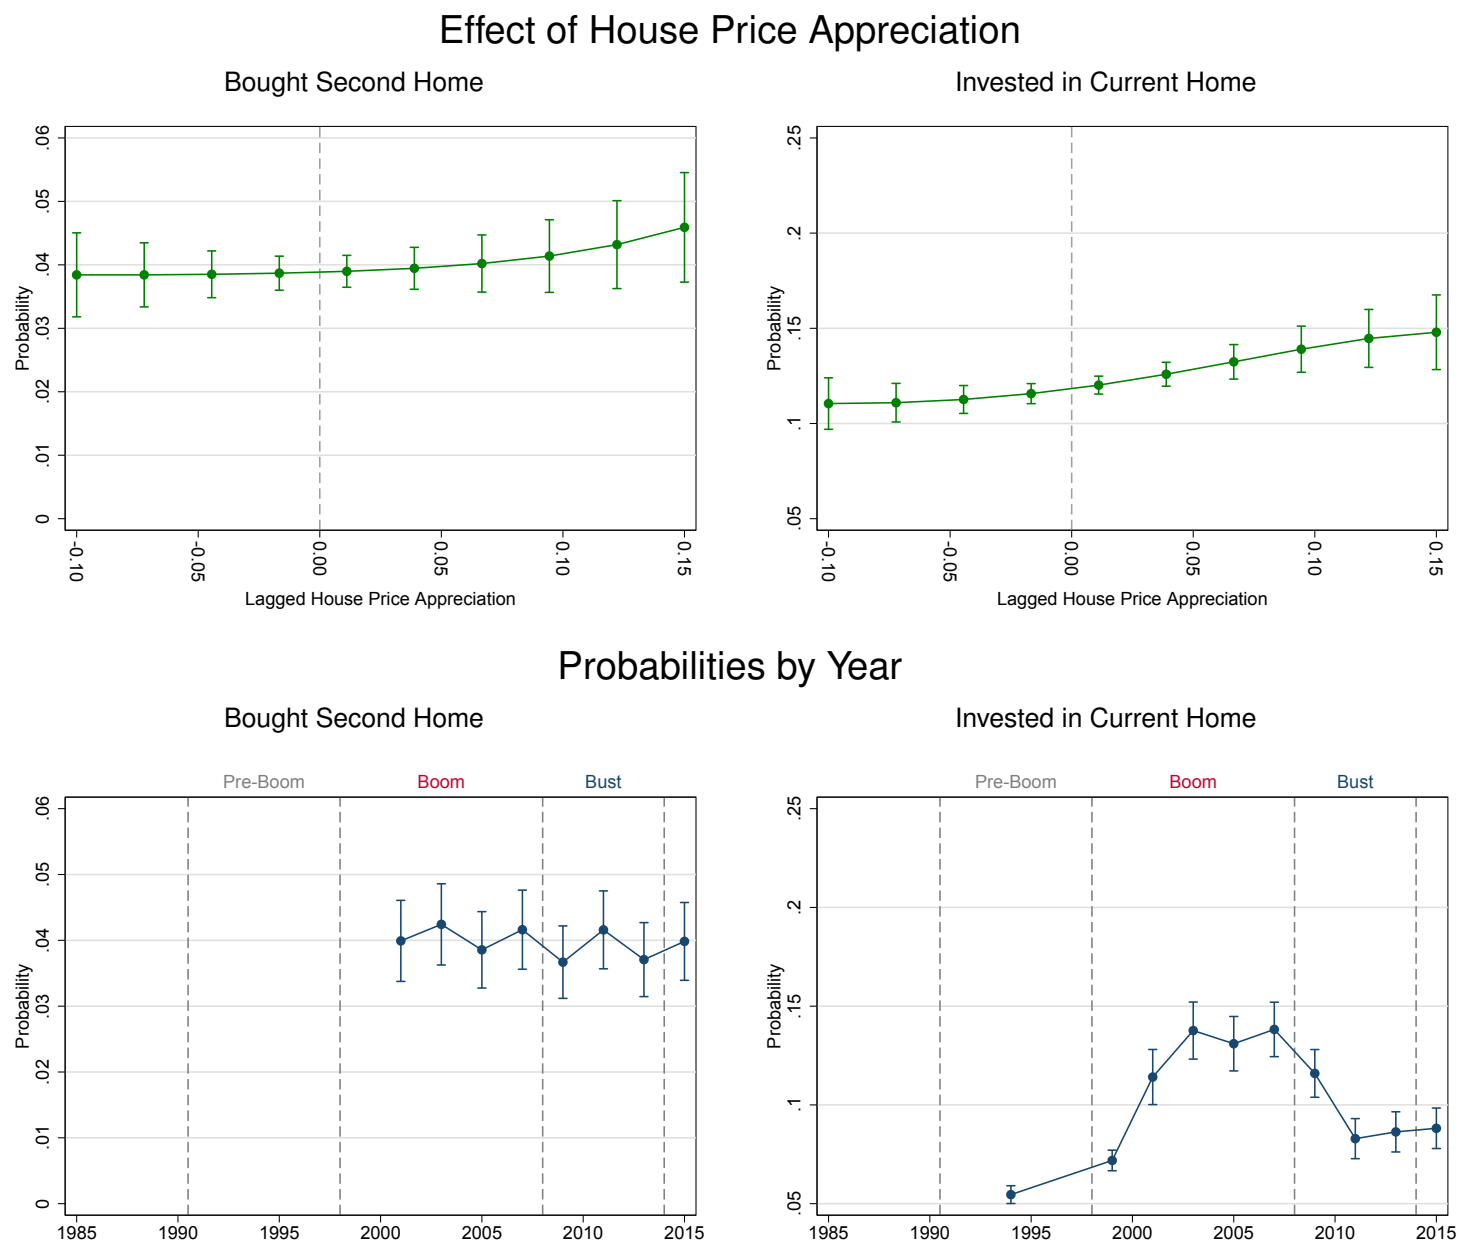 Effect of House Price Appreciation
Bought Second Home
Probability
.06
.05
.04
.03
.02
.01
0
-0.10 -0.05 0.00 0.05 0.10 0.15
Lagged House Price Appreciation
Invested in Current Home
Probability
.25
.2
.15
.1
.05
-0.10 -0.05 0.00 0.05 0.10 0.15
Lagged House Price Appreciation
Probabilities by Year
Bought Second Home
Pre-Boom Boom Bust
Probability
.06
.05
.04
.03
.02
.01
0
1985 1990 1995 2000 2005 2010 2015
Invested in Current Home
Pre-Boom Boom Bust
Probability
.25
.2
.15
.1
.05
1985 1990 1995 2000 2005 2010 2015